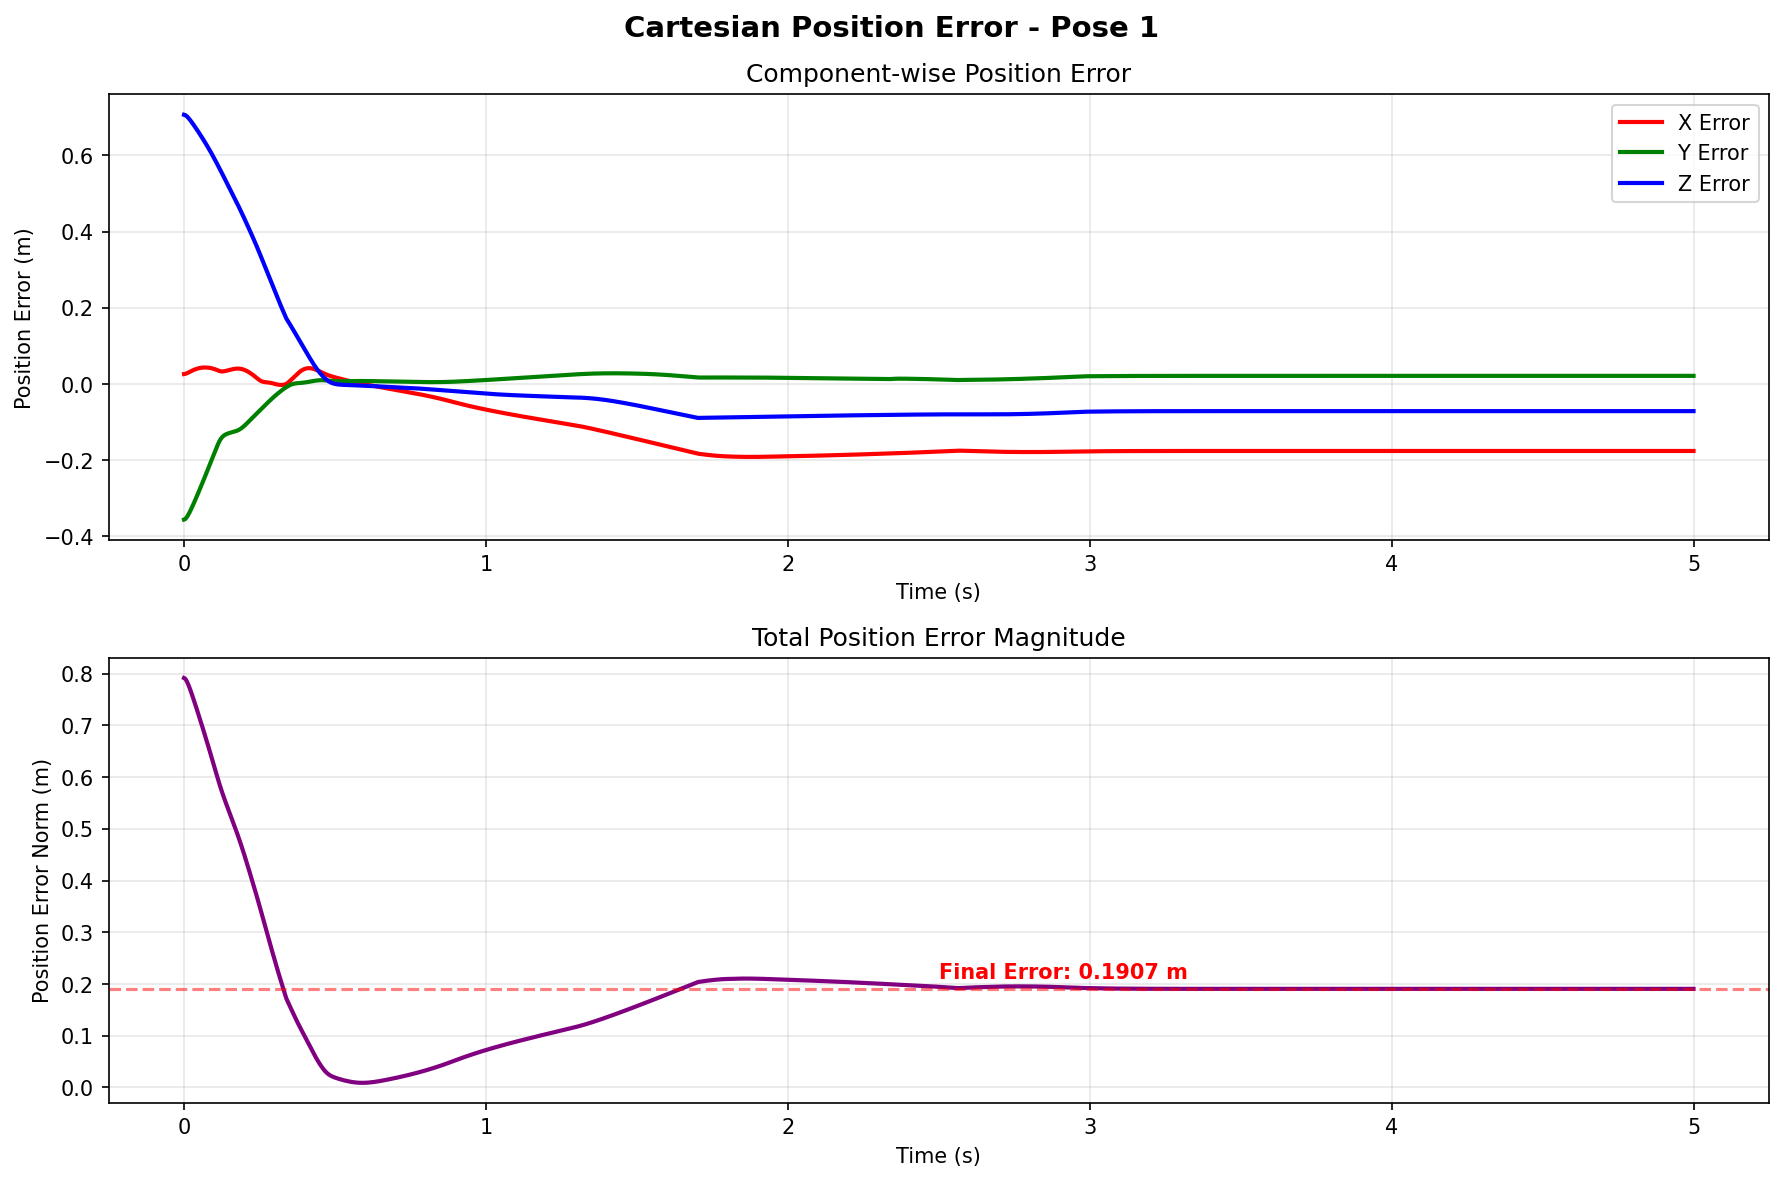 Cartesian Position Error - Pose 1
Component-wise Position Error
Position Error (m)
0.6
0.4
0.2
0.0
−0.2
−0.4
X Error
Y Error
Z Error
0 1 2 3 4 5
Time (s)
Total Position Error Magnitude
Position Error Norm (m)
0.8
0.7
0.6
0.5
0.4
0.3
0.2
0.1
0.0
Final Error: 0.1907 m
0 1 2 3 4 5
Time (s)